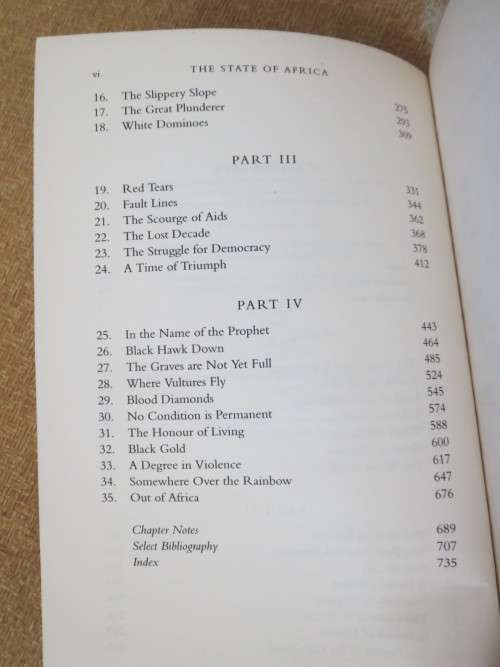 vi THE STATE OF AFRICA
16. The Slippery Slope 275
17. The Great Plunderer 293
18. White Dominoes 309
PART III
19. Red Tears 331
20. Fault Lines 344
21. The Scourge of Aids 362
22. The Lost Decade 368
23. The Struggle for Democracy 378
24. A Time of Triumph 412
PART IV
25. In the Name of the Prophet 443
26. Black Hawk Down 464
27. The Graves are Not Yet Full 485
28. Where Vultures Fly 524
29. Blood Diamonds 545
30. No Condition is Permanent 574
31. The Honour of Living 588
32. Black Gold 600
33. A Degree in Violence 617
34. Somewhere Over the Rainbow 647
35. Out of Africa 676
Chapter Notes 689
Select Bibliography 707
Index 735